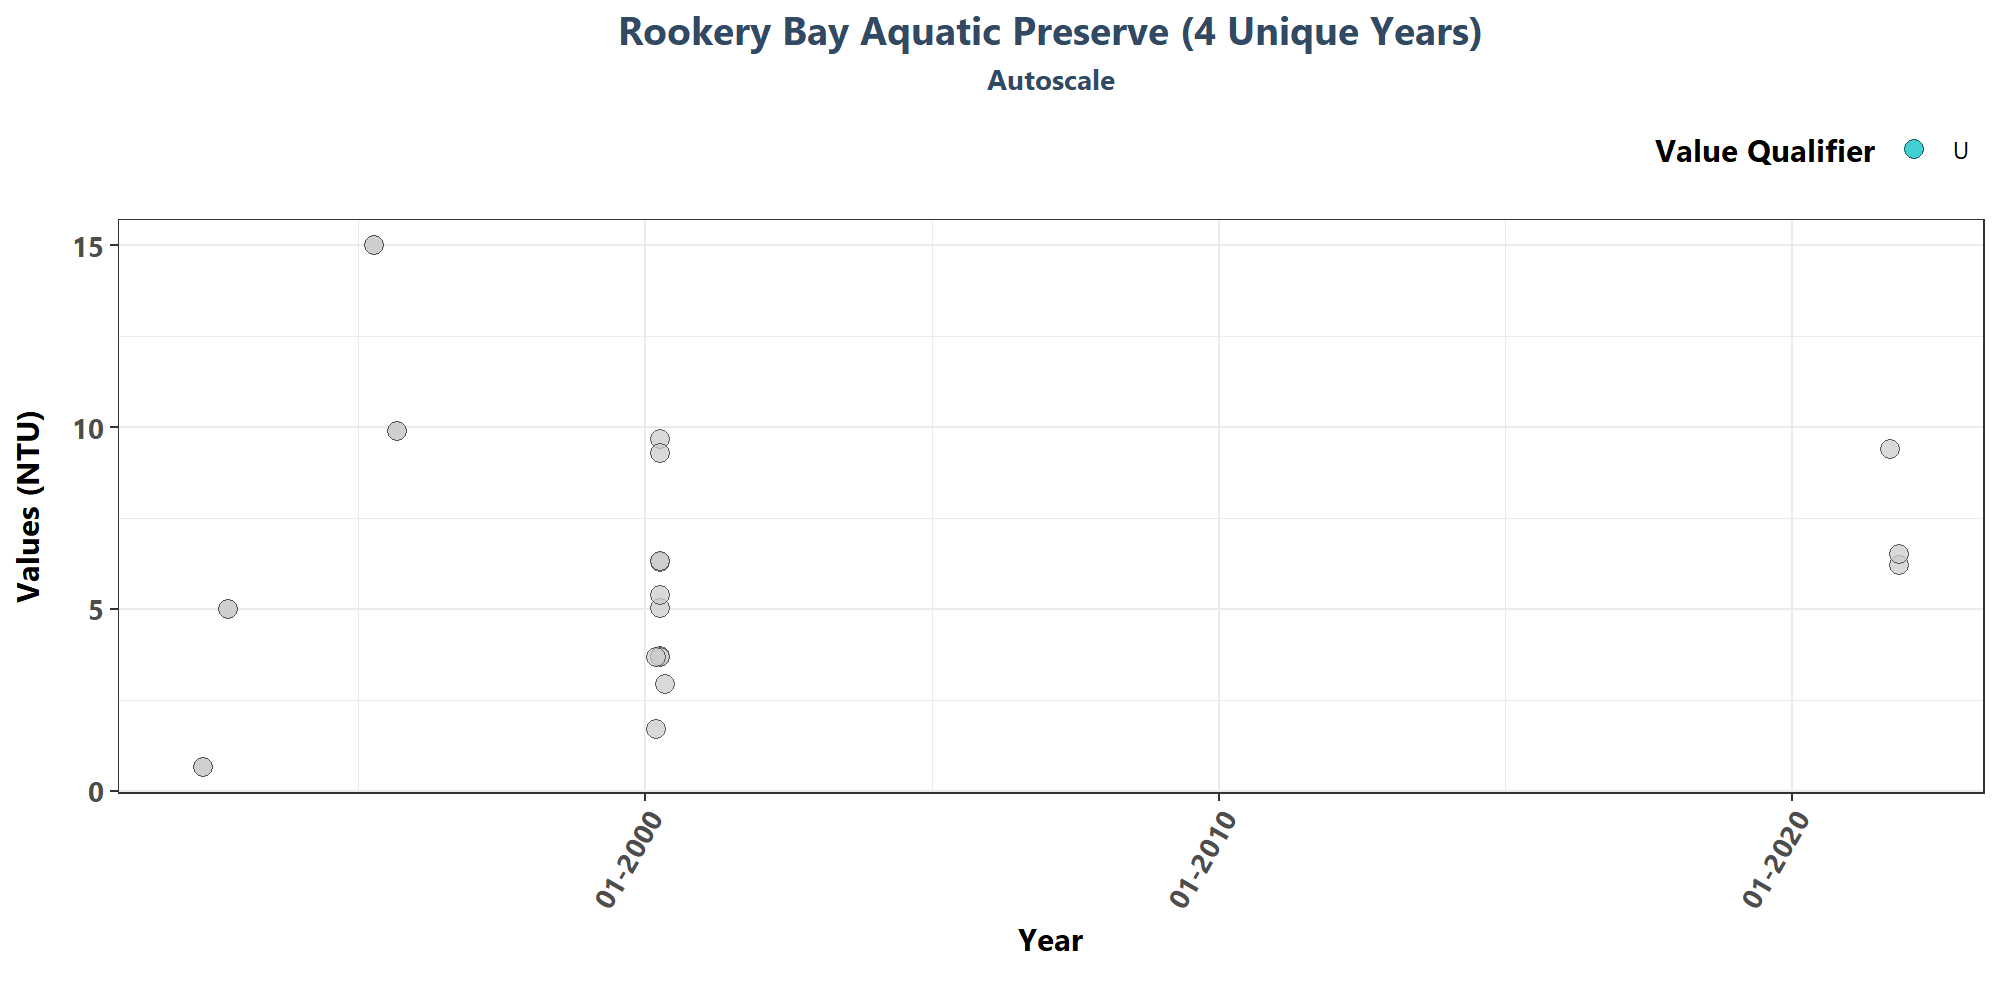 Rookery Bay Aquatic Preserve (4 Unique Years)
Autoscale
Value Qualifier U
15
10
5
0
Values (NTU)
01-2000
01-2010
01-2020
Year